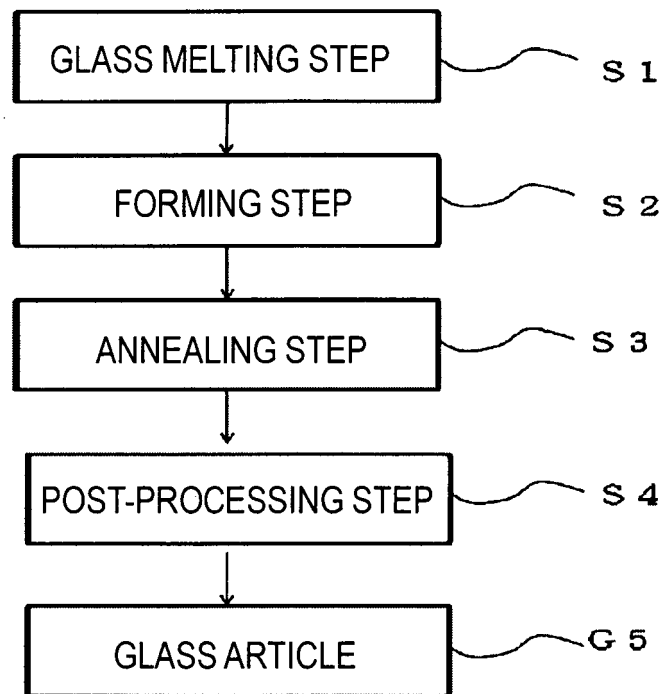 GLASS MELTING STEP
S 1
FORMING STEP
S 2
ANNEALING STEP
S 3
POST-PROCESSING STEP
S 4
GLASS ARTICLE
G 5